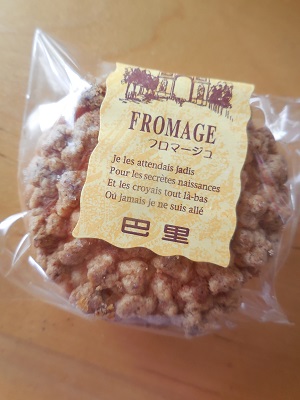 FROMAGE
フロマージュ
Je les attendais jadis
Pour les secrètes naissances
Et les croyais tout là-bas
Où jamais je ne suis allé
巴里